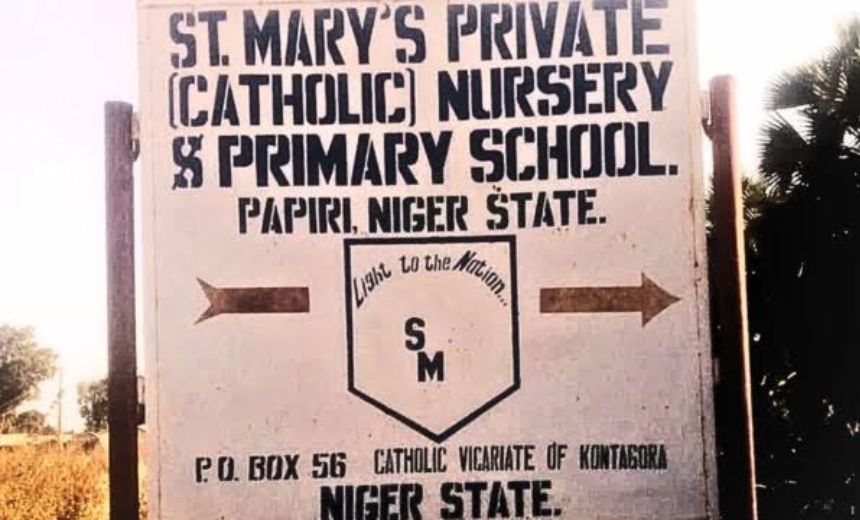 ST. MARY'S PRIVATE
(CATHOLIC) NURSERY
& PRIMARY SCHOOL.
PAPIRI, NIGER STATE.
Light to the Nation...
S
M
P.O. BOX 56 CATHOLIC VICARIATE OF KONTAGORA
NIGER STATE.